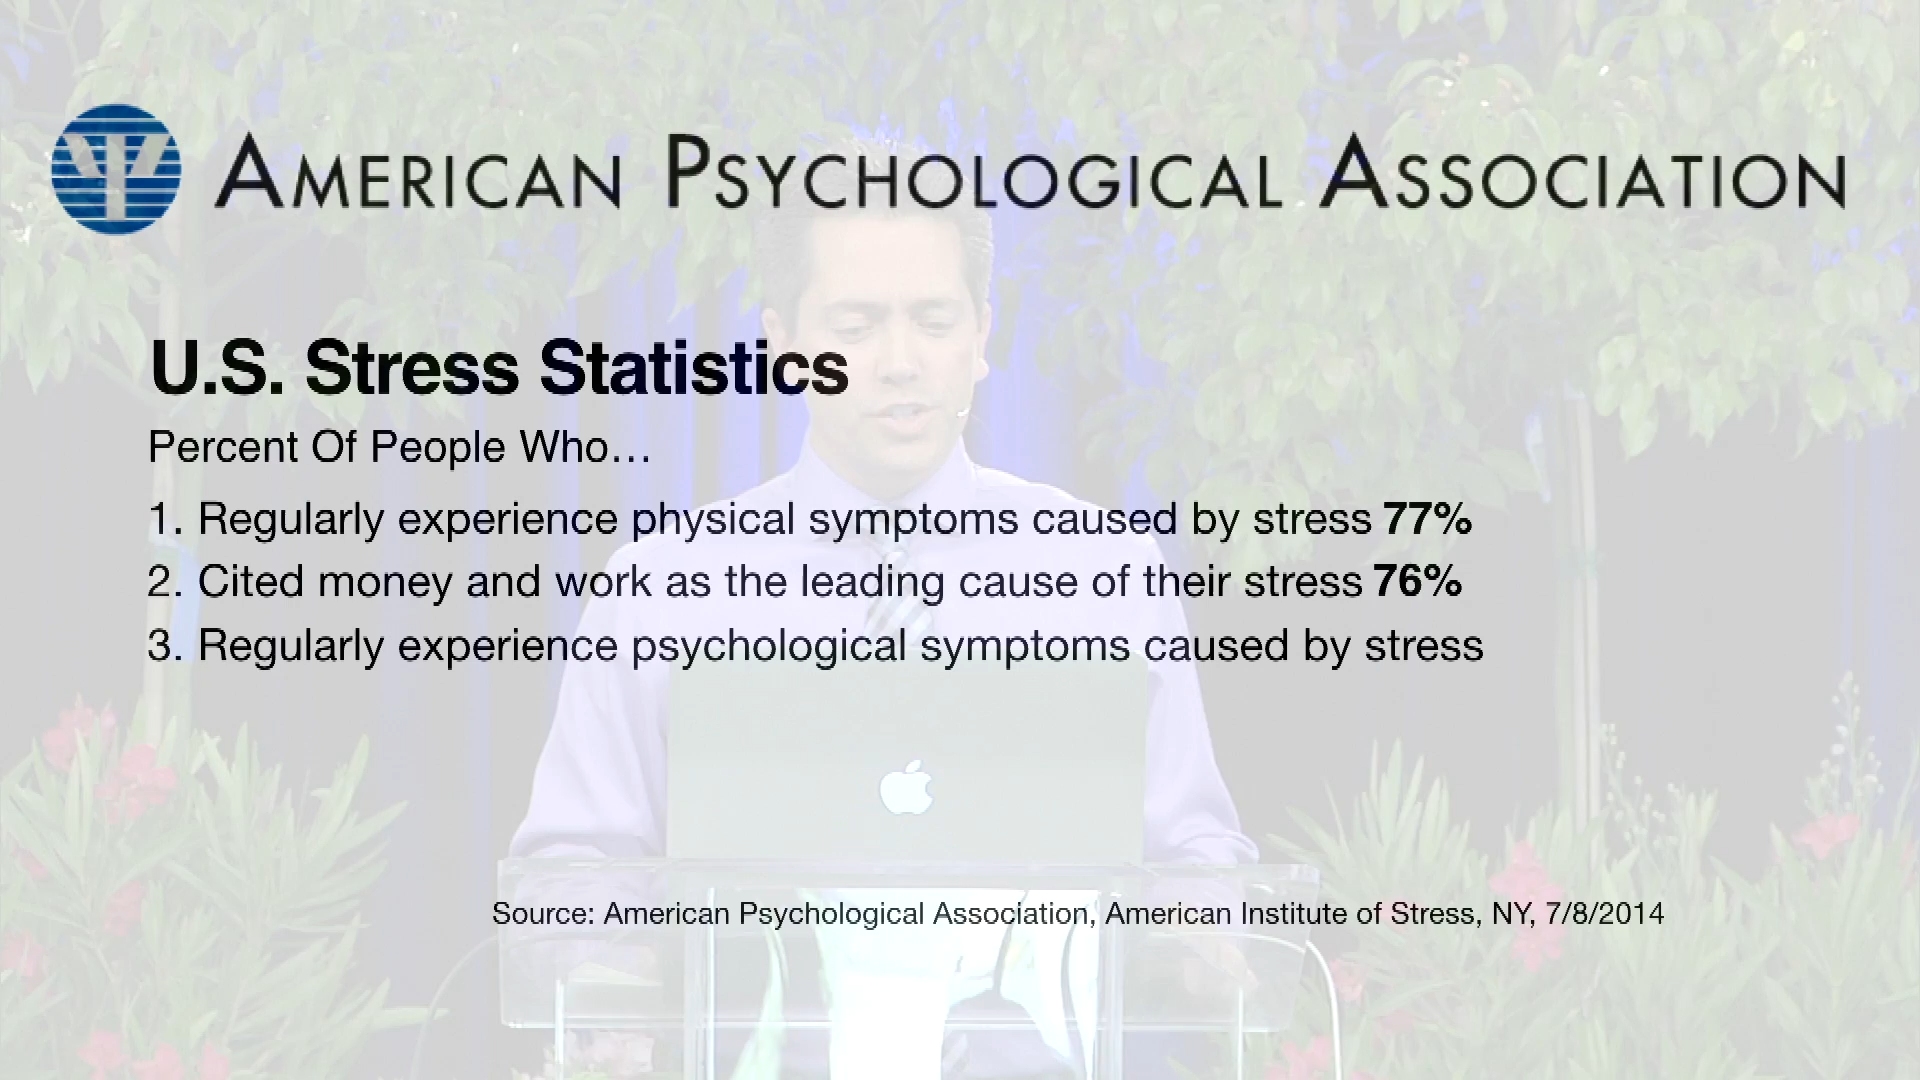 AMERICAN PSYCHOLOGICAL ASSOCIATION
U.S. Stress Statistics
Percent Of People Who...
1. Regularly experience physical symptoms caused by stress 77%
2. Cited money and work as the leading cause of their stress 76%
3. Regularly experience psychological symptoms caused by stress
Source: American Psychological Association, American Institute of Stress, NY, 7/8/2014